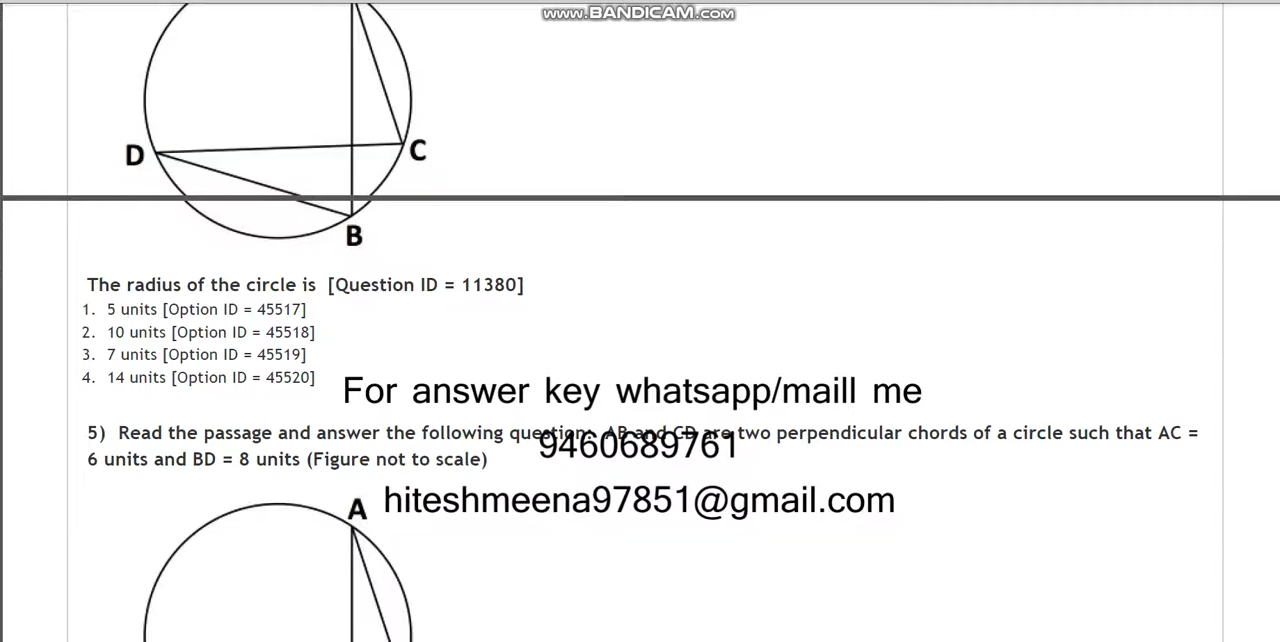 www.BANDICAM.com
D
C
B
The radius of the circle is [Question ID = 11380]
1. 5 units [Option ID = 45517]
2. 10 units [Option ID = 45518]
3. 7 units [Option ID = 45519]
4. 14 units [Option ID = 45520]
For answer key whatsapp/maill me
5) Read the passage and answer the following question: AB and CD are two perpendicular chords of a circle such that AC =
9460689761
6 units and BD = 8 units (Figure not to scale)
A
hiteshmeena97851@gmail.com